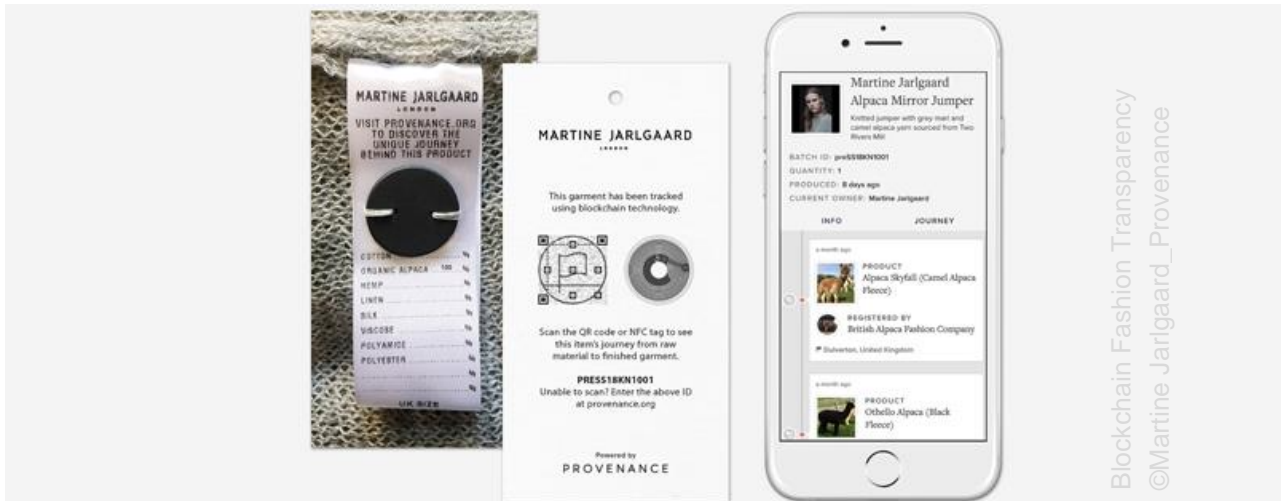 MARTINE JARLGAARD
LONDON
VISIT PROVENANCE.ORG
TO DISCOVER THE
UNIQUE JOURNEY
BEHIND THIS PRODUCT
COTTON %
ORGANIC ALPACA 100 %
HEMP %
LINEN %
SILK %
VISCOSE %
POLYAMIDE %
POLYESTER %
%
%
UK SIZE
MARTINE JARLGAARD
LONDON
This garment has been tracked
using blockchain technology.
Scan the QR code or NFC tag to see
this item's journey from raw
material to finished garment.
PRESS18KN1001
Unable to scan? Enter the above ID
at provenance.org
Powered by
PROVENANCE
Martine Jarlgaard
Alpaca Mirror Jumper
Knitted jumper with grey marl and
camel alpaca yarn sourced from Two
Rivers Mill
BATCH ID: preSS18KN1001
QUANTITY: 1
PRODUCED: 8 days ago
CURRENT OWNER: Martine Jarlgaard
INFO JOURNEY
a month ago
PRODUCT
Alpaca Skyfall (Camel Alpaca
Fleece)
REGISTERED BY
British Alpaca Fashion Company
Dulverton, United Kingdom
a month ago
PRODUCT
Othello Alpaca (Black
Fleece)
Blockchain Fashion Transparency
©Martine Jarlgaard_Provenance